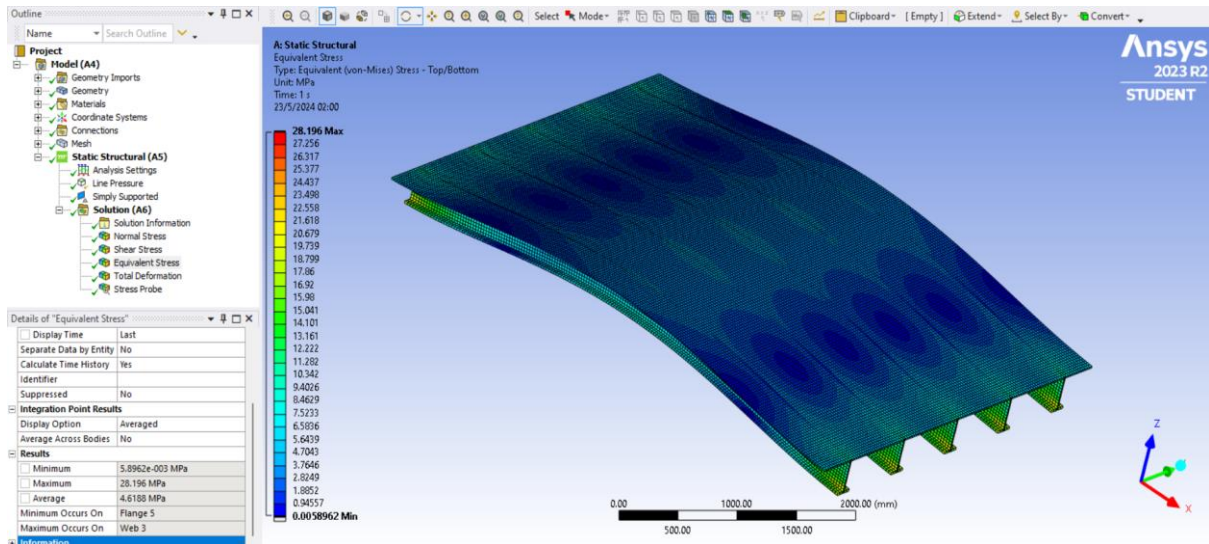 Outline
Name
Search Outline
Project
Model (A4)
Geometry Imports
Geometry
Materials
Coordinate Systems
Connections
Mesh
Static Structural (A5)
Analysis Settings
Line Pressure
Simply Supported
Solution (A6)
Solution Information
Normal Stress
Shear Stress
Equivalent Stress
Total Deformation
Stress Probe
Details of "Equivalent Stress"
Display Time Last
Separate Data by Entity No
Calculate Time History Yes
Identifier
Suppressed No
Integration Point Results
Display Option Averaged
Average Across Bodies No
Results
Minimum 5.8962e-003 MPa
Maximum 28.196 MPa
Average 4.6188 MPa
Minimum Occurs On Flange 5
Maximum Occurs On Web 3
Information
Select Mode Clipboard [ Empty ] Extend Select By Convert
A: Static Structural
Equivalent Stress
Type: Equivalent (von-Mises) Stress - Top/Bottom
Unit: MPa
Time: 1 s
23/5/2024 02:00
28.196 Max
27.256
26.317
25.377
24.437
23.498
22.558
21.618
20.679
19.739
18.799
17.86
16.92
15.98
15.041
14.101
13.161
12.222
11.282
10.342
9.4026
8.4629
7.5233
6.5836
5.6439
4.7043
3.7646
2.8249
1.8852
0.94557
0.0058962 Min
Ansys
2023 R2
STUDENT
0.00 1000.00 2000.00 (mm)
500.00 1500.00
Z
X